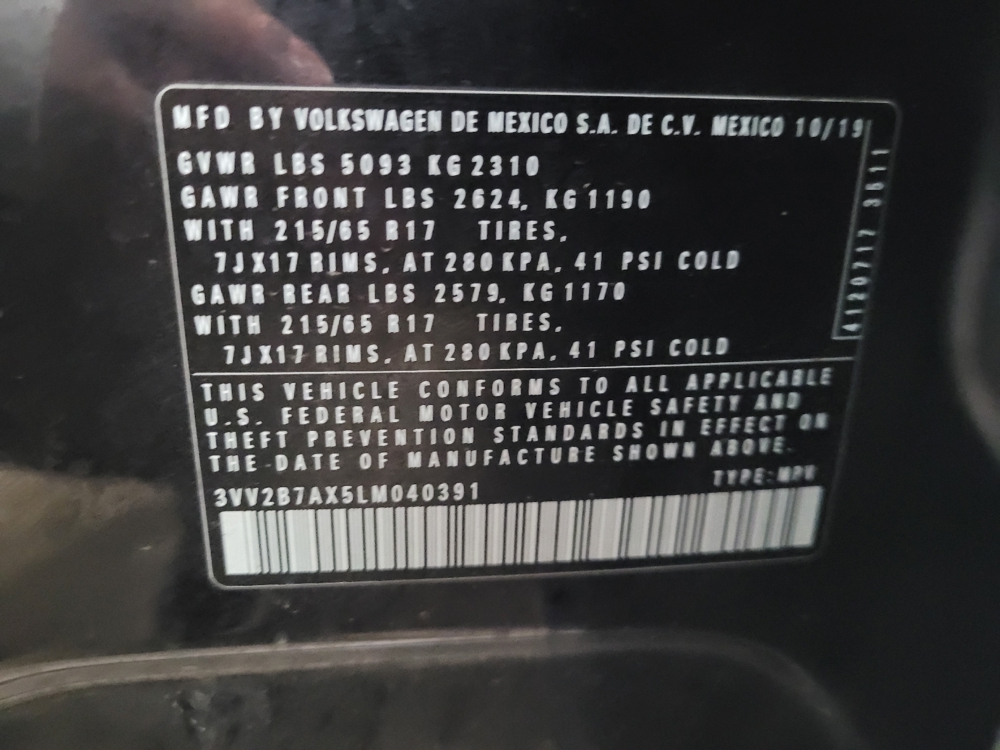 MFD BY VOLKSWAGEN DE MEXICO S.A. DE C.V. MEXICO 10/19
GVWR LBS 5093 KG 2310
GAWR FRONT LBS 2624, KG 1190
WITH 215/65 R17 TIRES,
7JX17 RIMS, AT 280 KPA, 41 PSI COLD
GAWR REAR LBS 2579, KG 1170
WITH 215/65 R17 TIRES,
7JX17 RIMS, AT 280 KPA, 41 PSI COLD
THIS VEHICLE CONFORMS TO ALL APPLICABLE
U.S. FEDERAL MOTOR VEHICLE SAFETY AND
THEFT PREVENTION STANDARDS IN EFFECT ON
THE DATE OF MANUFACTURE SHOWN ABOVE.
TYPE: MPV
3VV2B7AX5LM040391